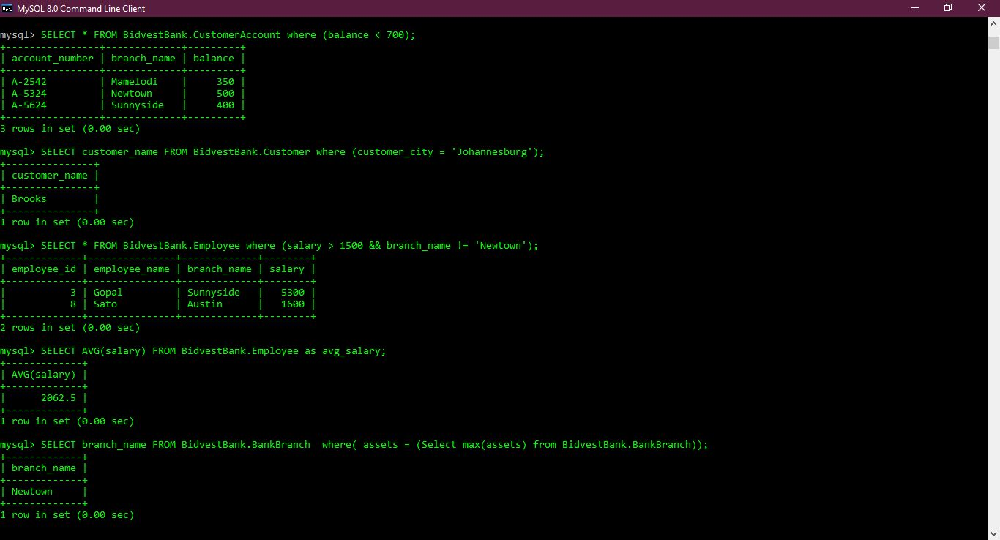 MySQL 8.0 Command Line Client
mysql> SELECT * FROM BidvestBank.CustomerAccount where (balance < 700);
+----------------+-------------+---------+
| account_number | branch_name | balance |
+----------------+-------------+---------+
| A-2542         | Mamelodi    |     350 |
| A-5324         | Newtown     |     500 |
| A-5624         | Sunnyside   |     400 |
+----------------+-------------+---------+
3 rows in set (0.00 sec)
mysql> SELECT customer_name FROM BidvestBank.Customer where (customer_city = 'Johannesburg');
+---------------+
| customer_name |
+---------------+
| Brooks        |
+---------------+
1 row in set (0.00 sec)
mysql> SELECT * FROM BidvestBank.Employee where (salary > 1500 && branch_name != 'Newtown');
+-------------+---------------+-------------+--------+
| employee_id | employee_name | branch_name | salary |
+-------------+---------------+-------------+--------+
|           3 | Gopal         | Sunnyside   |   5300 |
|           8 | Sato          | Austin      |   1600 |
+-------------+---------------+-------------+--------+
2 rows in set (0.00 sec)
mysql> SELECT AVG(salary) FROM BidvestBank.Employee as avg_salary;
+-------------+
| AVG(salary) |
+-------------+
|      2062.5 |
+-------------+
1 row in set (0.00 sec)
mysql> SELECT branch_name FROM BidvestBank.BankBranch  where( assets = (Select max(assets) from BidvestBank.BankBranch));
+-------------+
| branch_name |
+-------------+
| Newtown     |
+-------------+
1 row in set (0.00 sec)